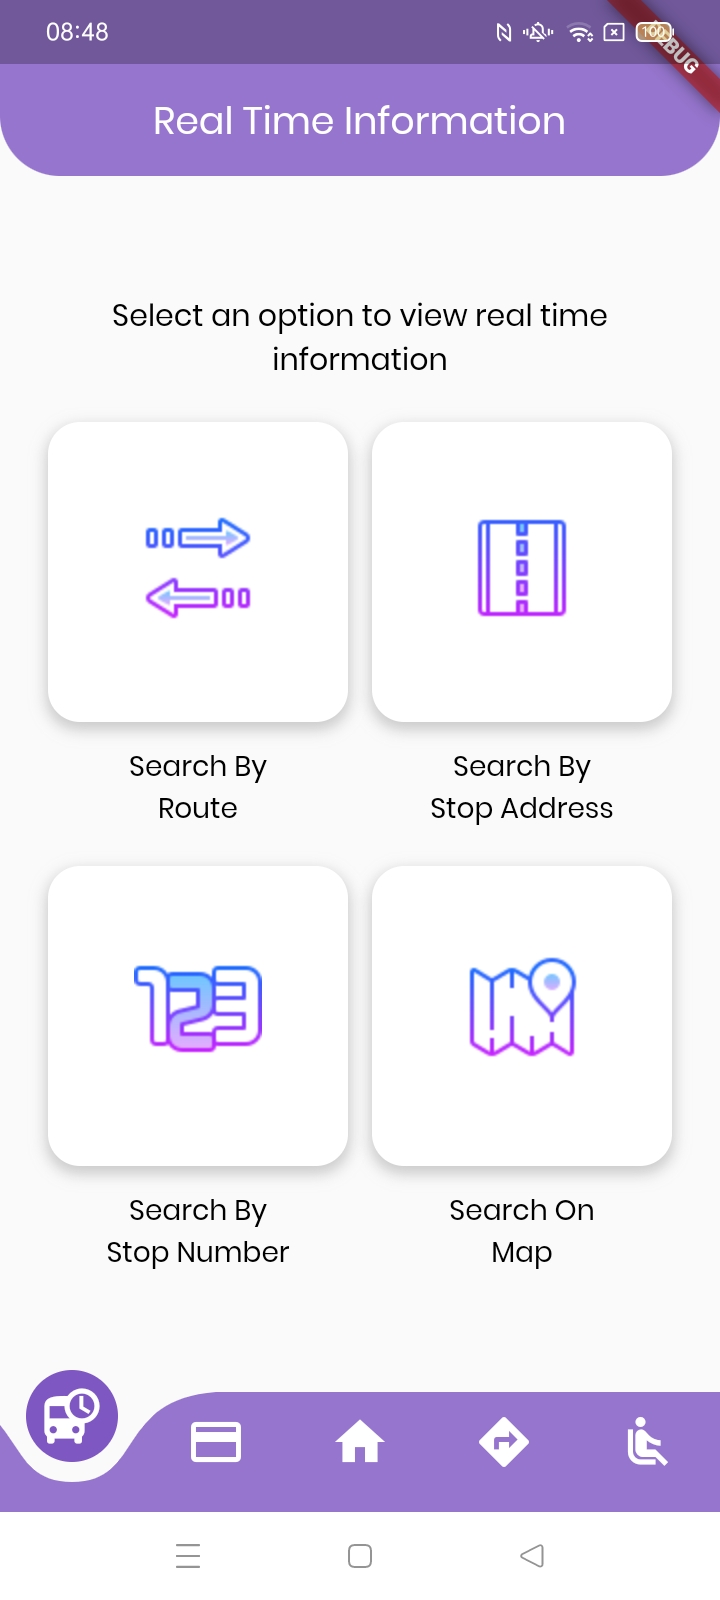 08:48
100
DEBUG
Real Time Information
Select an option to view real time
information
Search By
Route
Search By
Stop Address
123
Search By
Stop Number
Search On
Map